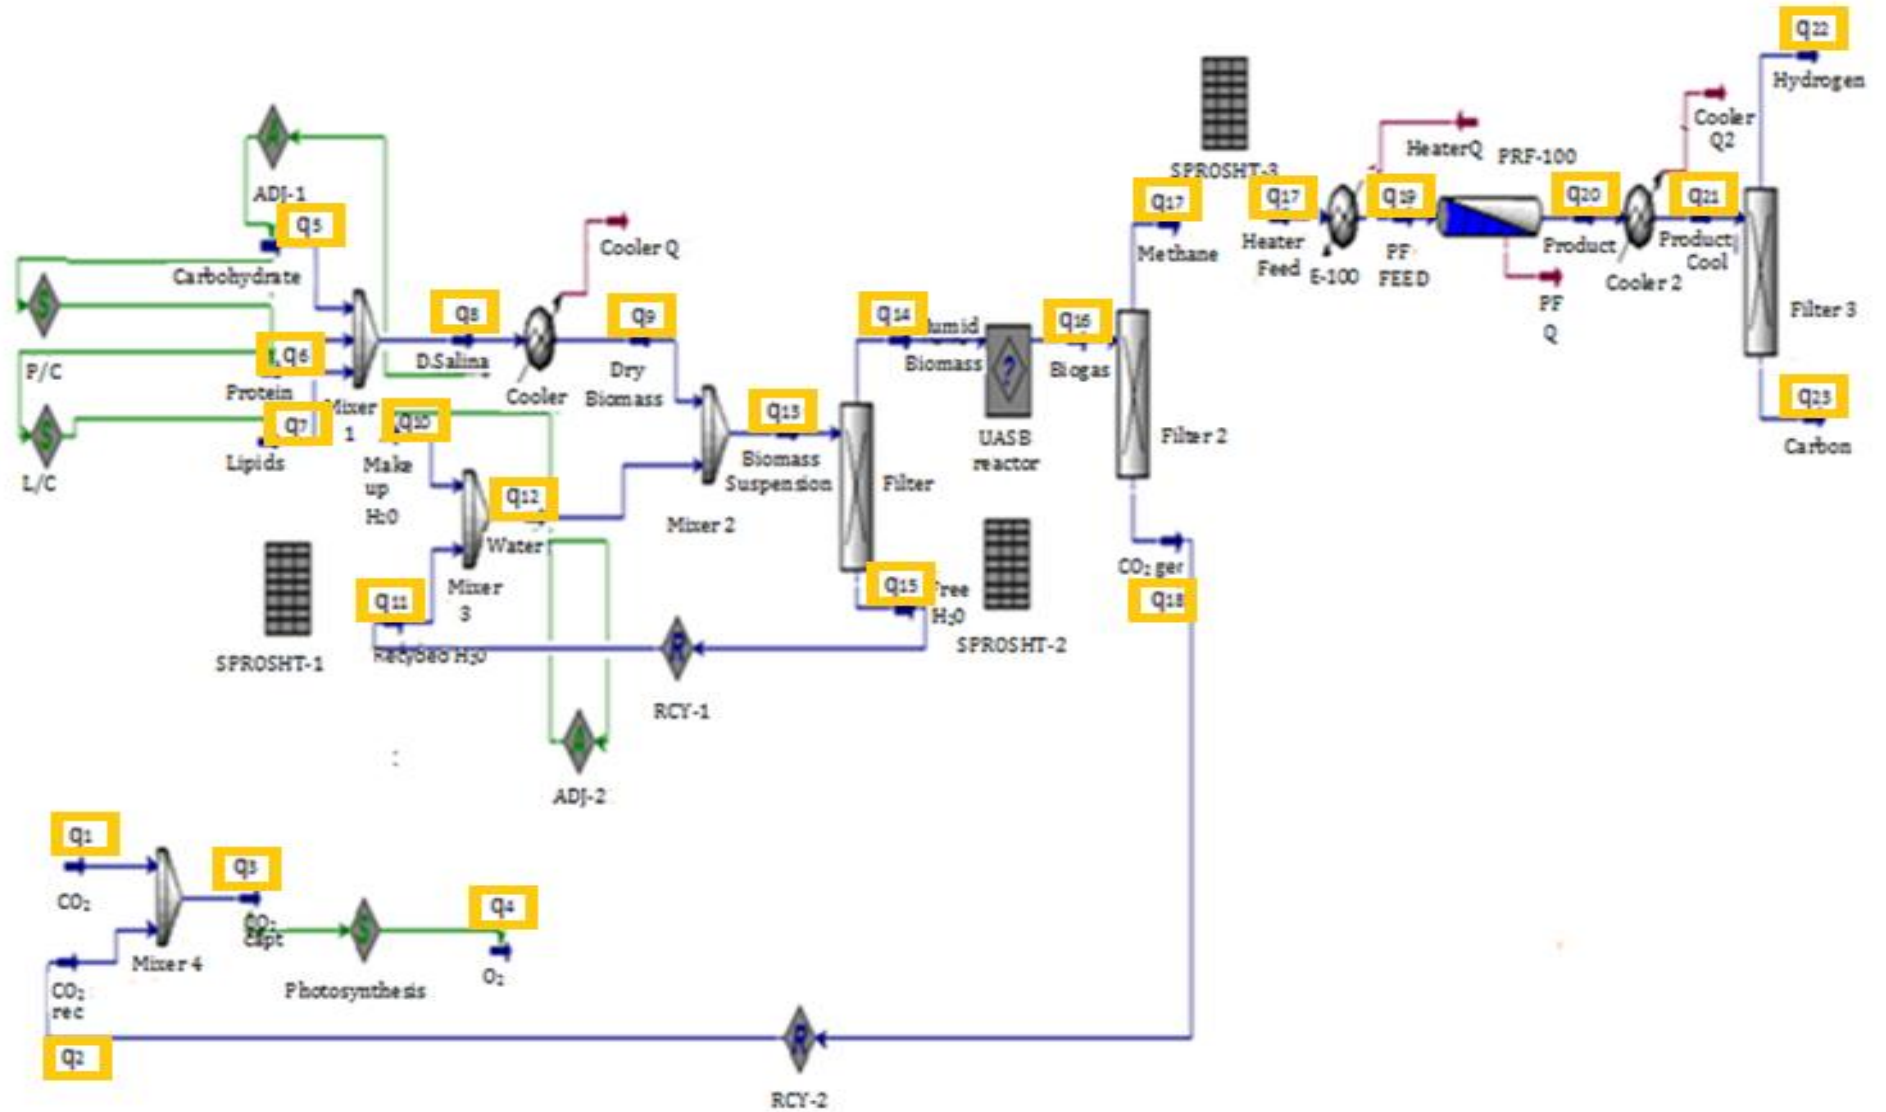 q22
Hydrogen
Cooler
Q2
HeaterQ
PRF-100
SPROSHT-3
ADJ-1
q17
Methane
q17
Heater
Feed
E-100
q19
PF
FEED
q20
Product
Cooler 2
q21
Product
Cool
PF
Q
Filter 3
q23
Carbon
q5
Carbohydrate
Cooler Q
P/C
q6
Protein
Mixer
1
q8
D.Salina
Cooler
q9
Dry
Biomass
L/C
q7
Lipids
q10
Make
up
H2O
q12
Water
Mixer
3
q13
Biomass
Suspension
Mixer 2
q14
umid
Biomass
UASB
reactor
q16
Biogas
Filter 2
Filter
q11
H2O
SPROSHT-1
q15
Free
H2O
SPROSHT-2
CO2 ger
q18
RCY-1
ADJ-2
q1
CO2
q3
CO2
capt
q4
O2
Mixer 4
Photosynthesis
CO2
rec
q2
RCY-2